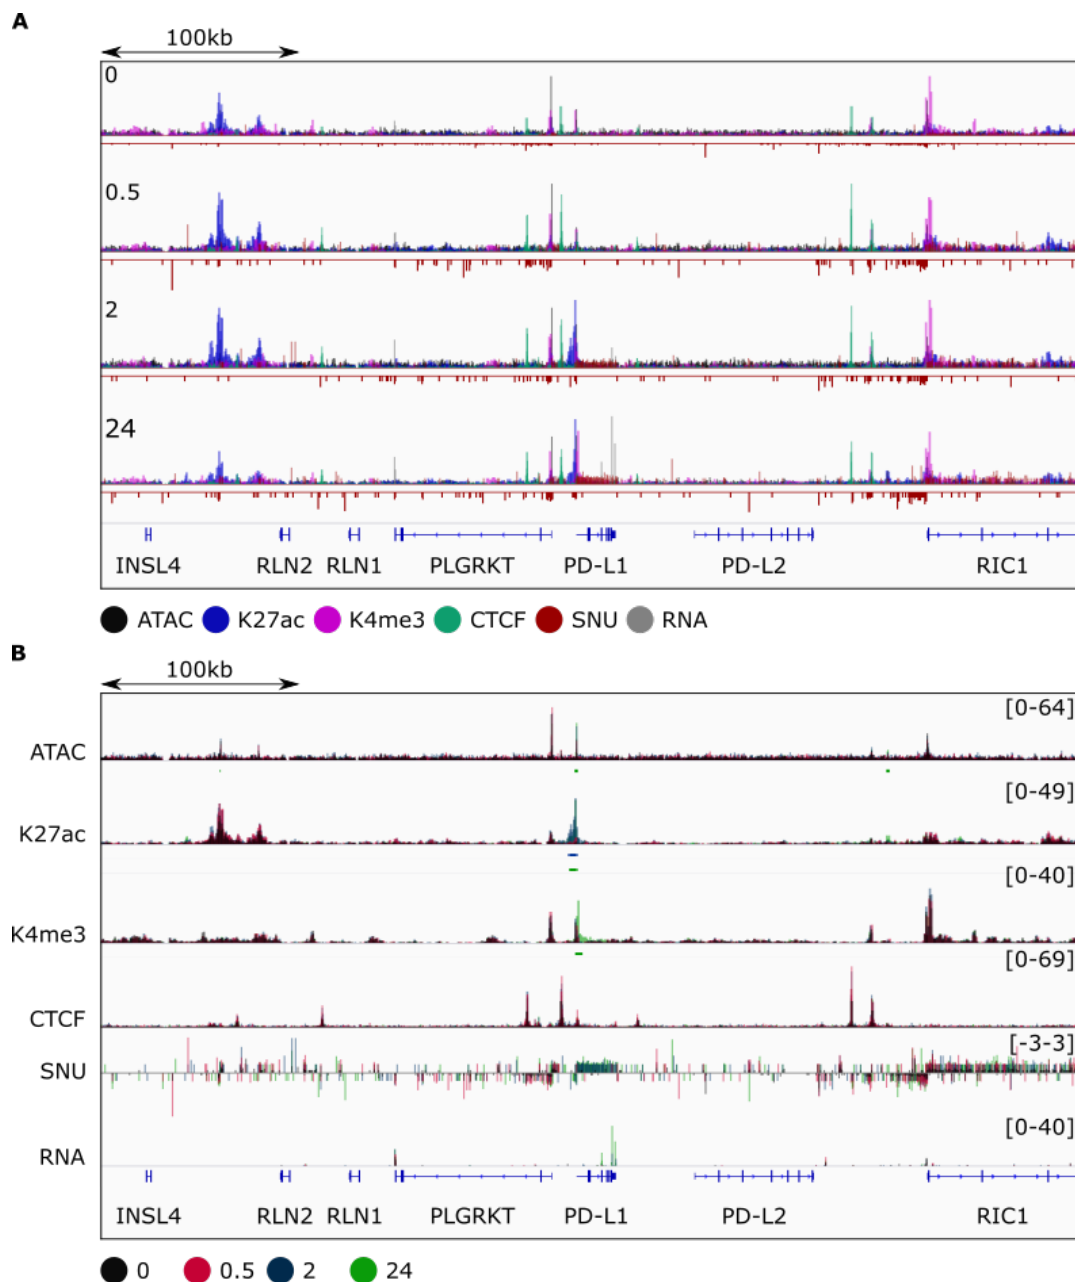 A
100kb
0
0.5
2
24
INSL4 RLN2 RLN1 PLGRKT PD-L1 PD-L2 RIC1
ATAC K27ac K4me3 CTCF SNU RNA
B
100kb
[0-64]
ATAC
[0-49]
K27ac
[0-40]
K4me3
[0-69]
CTCF
[-3-3]
SNU
[0-40]
RNA
INSL4 RLN2 RLN1 PLGRKT PD-L1 PD-L2 RIC1
0 0.5 2 24